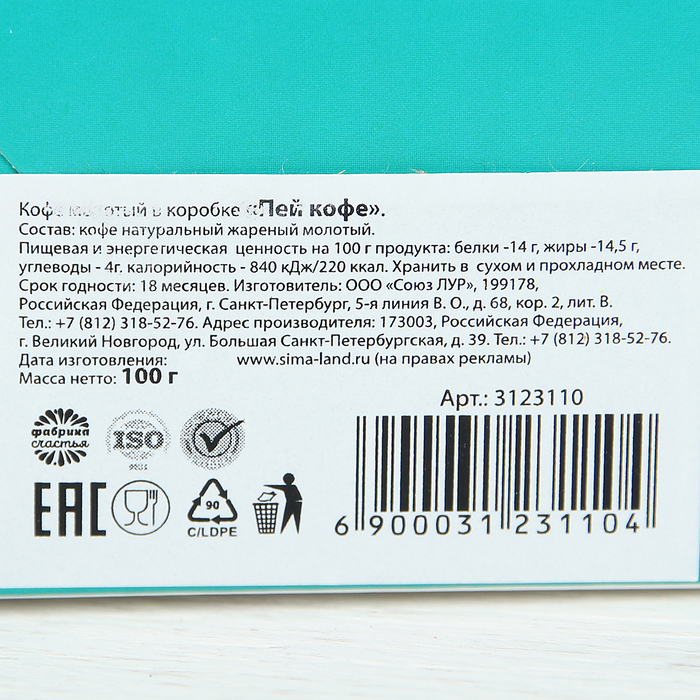 Кофе молотый в коробке «Пей кофе».
Состав: кофе натуральный жареный молотый.
Пищевая и энергетическая ценность на 100 г продукта: белки -14 г, жиры -14,5 г,
углеводы - 4г. калорийность - 840 кДж/220 ккал. Хранить в сухом и прохладном месте.
Срок годности: 18 месяцев. Изготовитель: ООО «Союз ЛУР», 199178,
Российская Федерация, г. Санкт-Петербург, 5-я линия В. О., д. 68, кор. 2, лит. В.
Тел.: +7 (812) 318-52-76. Адрес производителя: 173003, Российская Федерация,
г. Великий Новгород, ул. Большая Санкт-Петербургская, д. 39. Тел.: +7 (812) 318-52-76.
Дата изготовления: www.sima-land.ru (на правах рекламы)
Масса нетто: 100 г
Арт.: 3123110
фабрика
счастья
ISO
EAC
90
C/LDPE
6 900031 231104